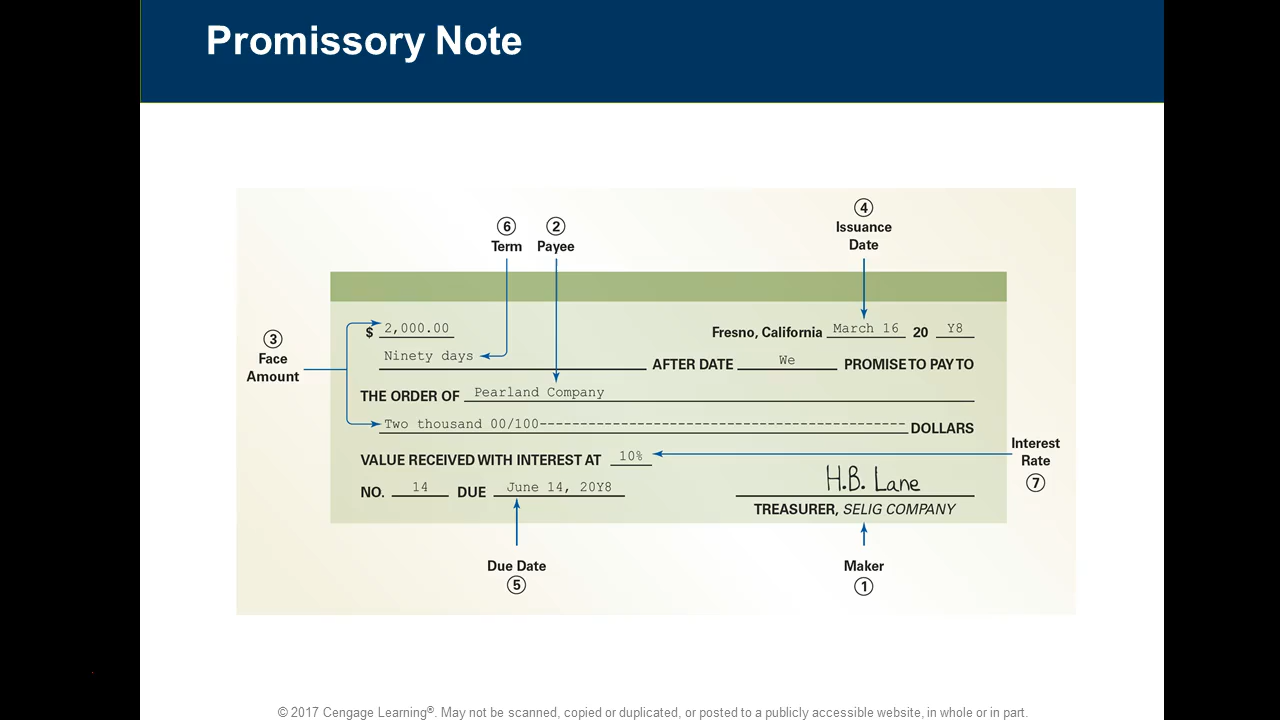 Promissory Note
④
Issuance
Date
⑥ ②
Term Payee
③
Face
Amount
$ 2,000.00 Fresno, California March 16 20 Y8
Ninety days AFTER DATE We PROMISE TO PAY TO
THE ORDER OF Pearland Company
Two thousand 00/100---------------------------------------------- DOLLARS
VALUE RECEIVED WITH INTEREST AT 10%
Interest
Rate
⑦
NO. 14 DUE June 14, 20Y8 H.B. Lane
TREASURER, SELIG COMPANY
Due Date
⑤
Maker
①
© 2017 Cengage Learning®. May not be scanned, copied or duplicated, or posted to a publicly accessible website, in whole or in part.